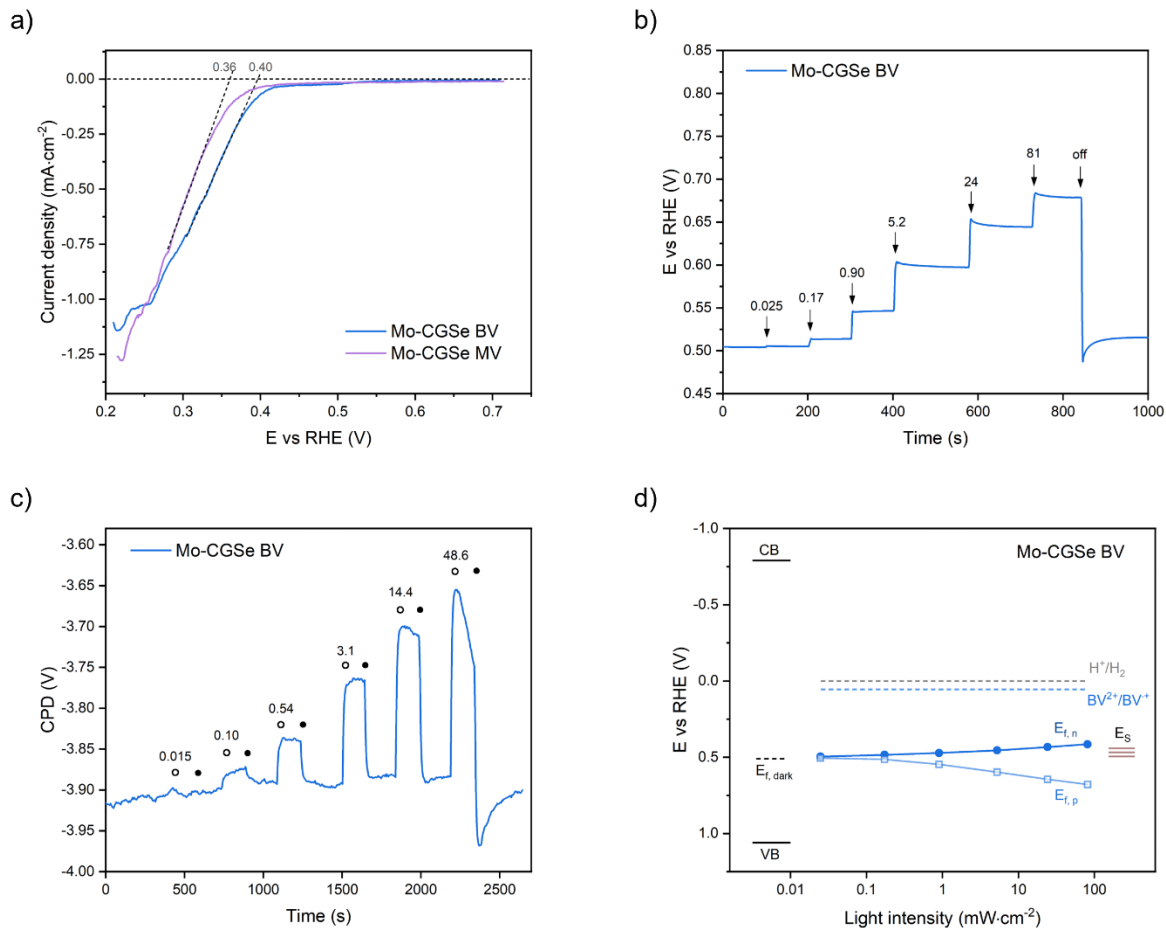 a)
0.36
0.40
0.00
-0.25
-0.50
-0.75
-1.00
-1.25
Current density (mA·cm⁻²)
Mo-CGSe BV
Mo-CGSe MV
0.2
0.3
0.4
0.5
0.6
0.7
E vs RHE (V)
b)
Mo-CGSe BV
0.85
0.80
0.75
0.70
0.65
0.60
0.55
0.50
0.45
E vs RHE (V)
0.025
0.17
0.90
5.2
24
81
off
0
200
400
600
800
1000
Time (s)
c)
Mo-CGSe BV
-3.60
-3.65
-3.70
-3.75
-3.80
-3.85
-3.90
-3.95
-4.00
CPD (V)
0.015
0.10
0.54
3.1
14.4
48.6
0
500
1000
1500
2000
2500
Time (s)
d)
Mo-CGSe BV
-1.0
-0.5
0.0
0.5
1.0
E vs RHE (V)
CB
H⁺/H₂
BV²⁺/BV·⁺
E_f, n
E_S
E_f, dark
E_f, p
VB
0.01
0.1
1
10
100
Light intensity (mW·cm⁻²)